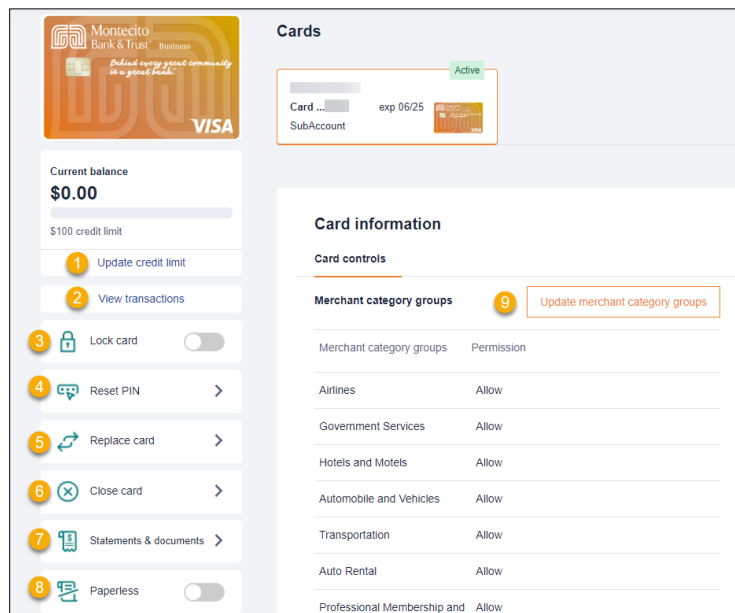 Montecito
Bank & Trust® Business
Behind every great community
is a great bank.™
VISA
Current balance
$0.00
$100 credit limit
1 Update credit limit
2 View transactions
3 Lock card
4 Reset PIN
5 Replace card
6 Close card
7 Statements & documents
8 Paperless
Cards
Active
Card ... exp 06/25
SubAccount
Card information
Card controls
Merchant category groups 9 Update merchant category groups
Merchant category groups Permission
Airlines Allow
Government Services Allow
Hotels and Motels Allow
Automobile and Vehicles Allow
Transportation Allow
Auto Rental Allow
Professional Membership and Allow